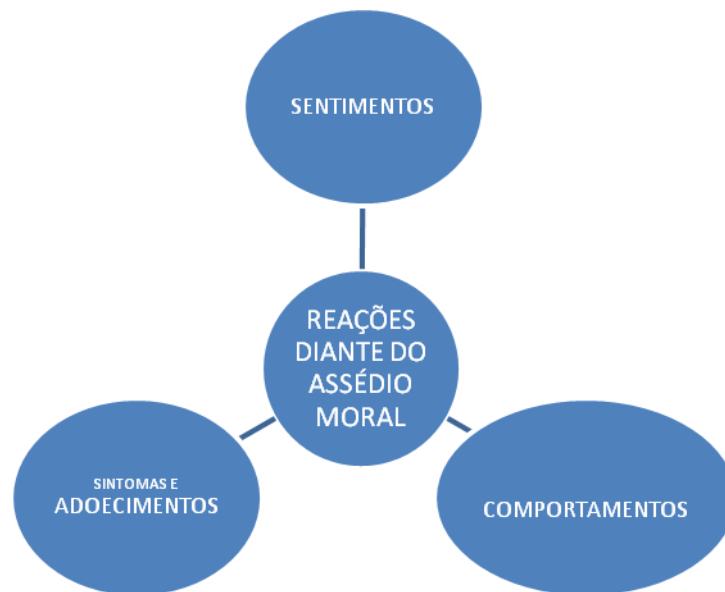 SENTIMENTOS
REAÇÕES
DIANTE DO
ASSÉDIO
MORAL
SINTOMAS E
ADOECIMENTOS
COMPORTAMENTOS